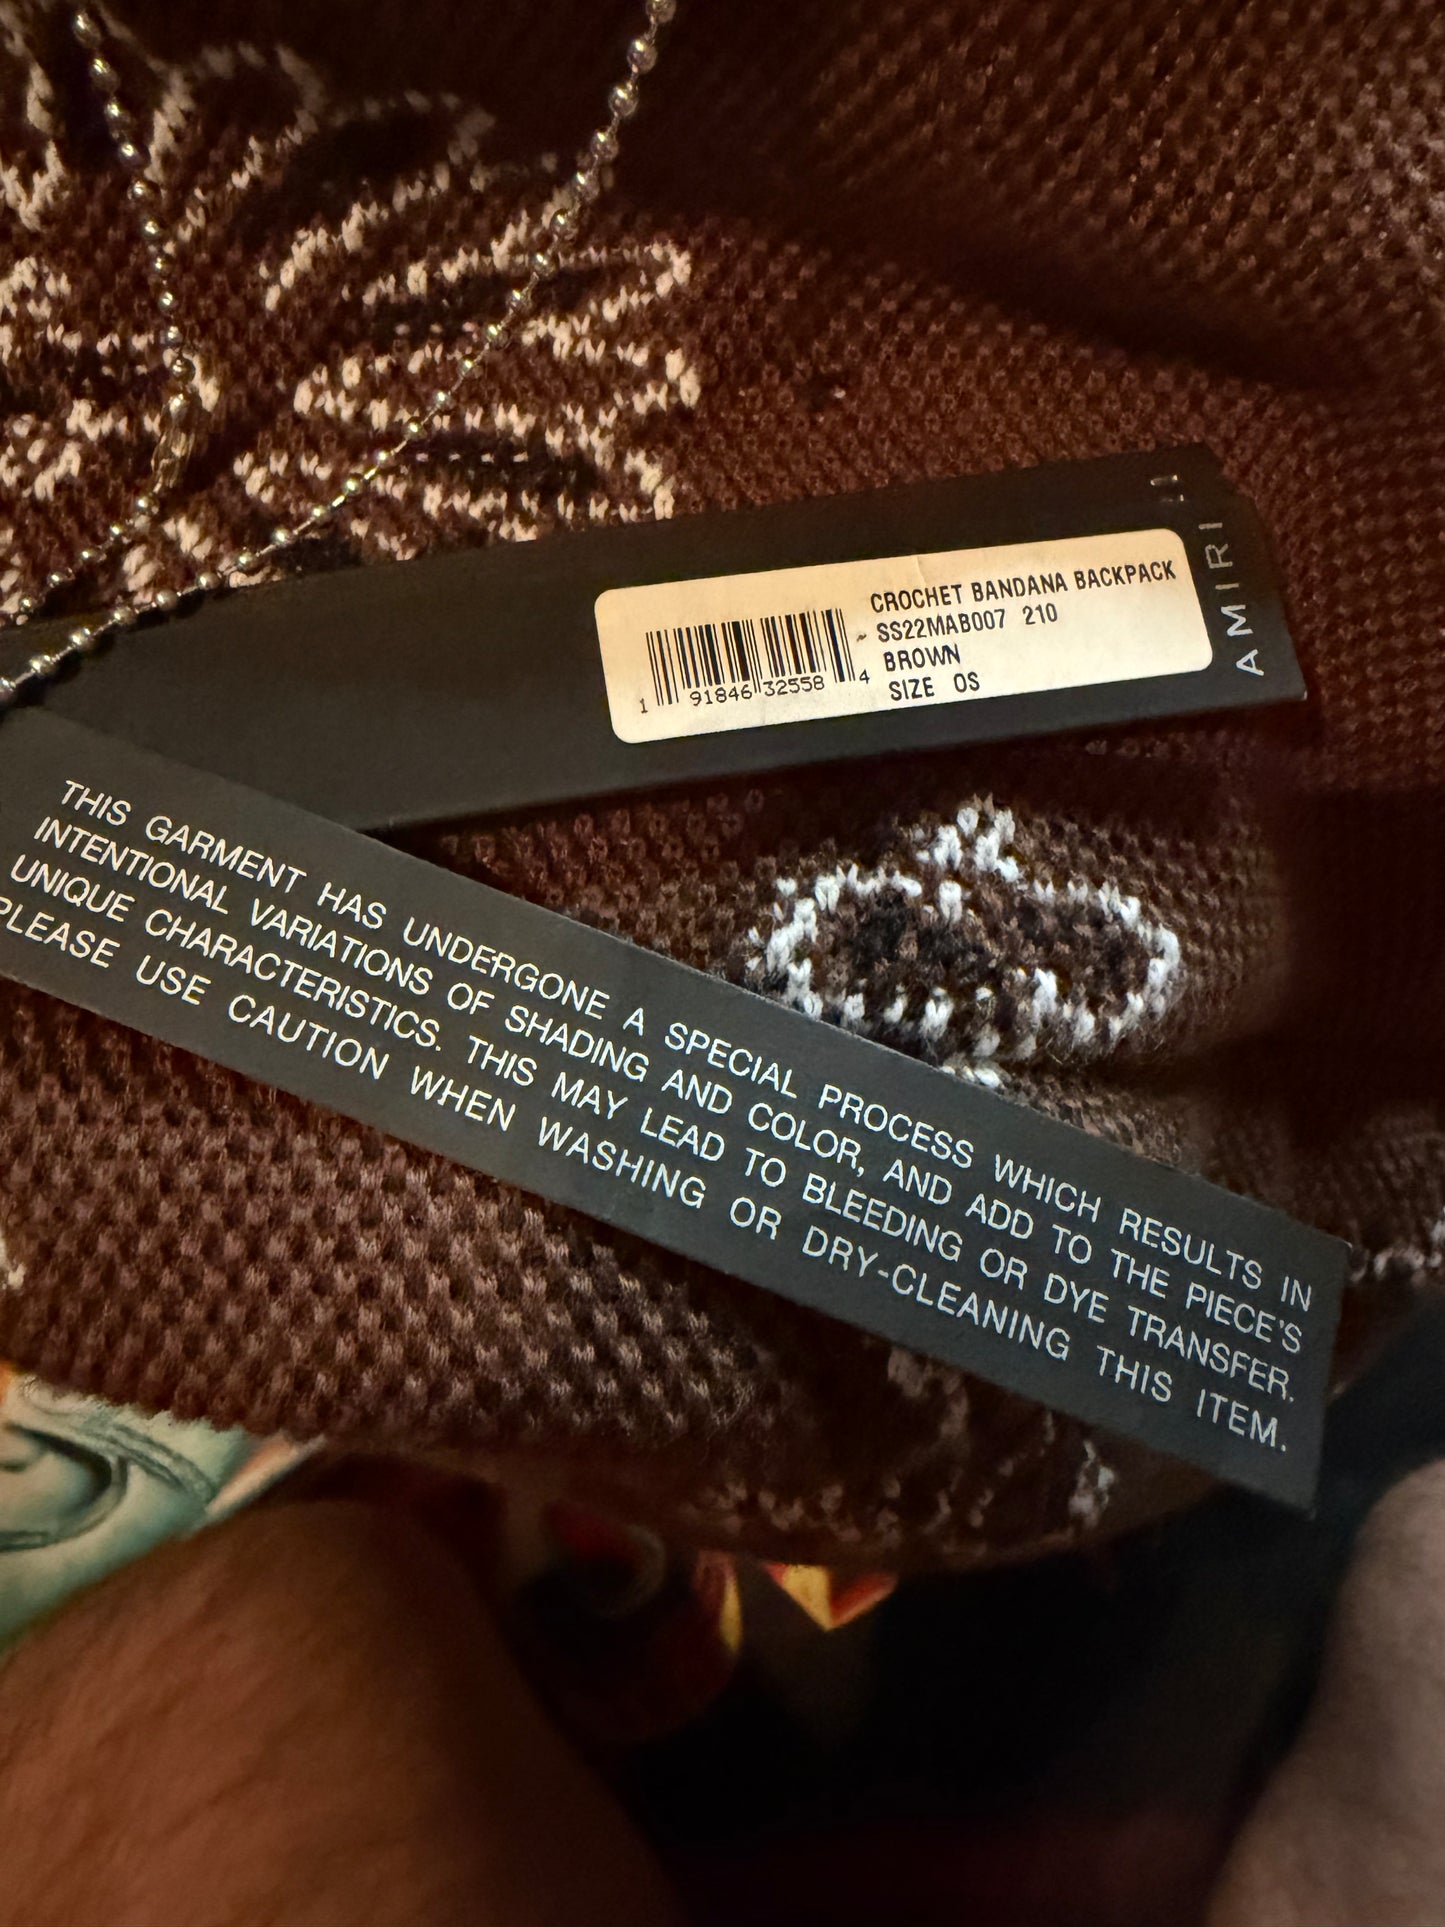 CROCHET BANDANA BACKPACK
SS22MAB007 210
BROWN
SIZE OS
1 91846 32558 4
AMIRI
THIS GARMENT HAS UNDERGONE A SPECIAL PROCESS WHICH RESULTS IN
INTENTIONAL VARIATIONS OF SHADING AND COLOR, AND ADD TO THE PIECE'S
UNIQUE CHARACTERISTICS. THIS MAY LEAD TO BLEEDING OR DYE TRANSFER.
PLEASE USE CAUTION WHEN WASHING OR DRY-CLEANING THIS ITEM.